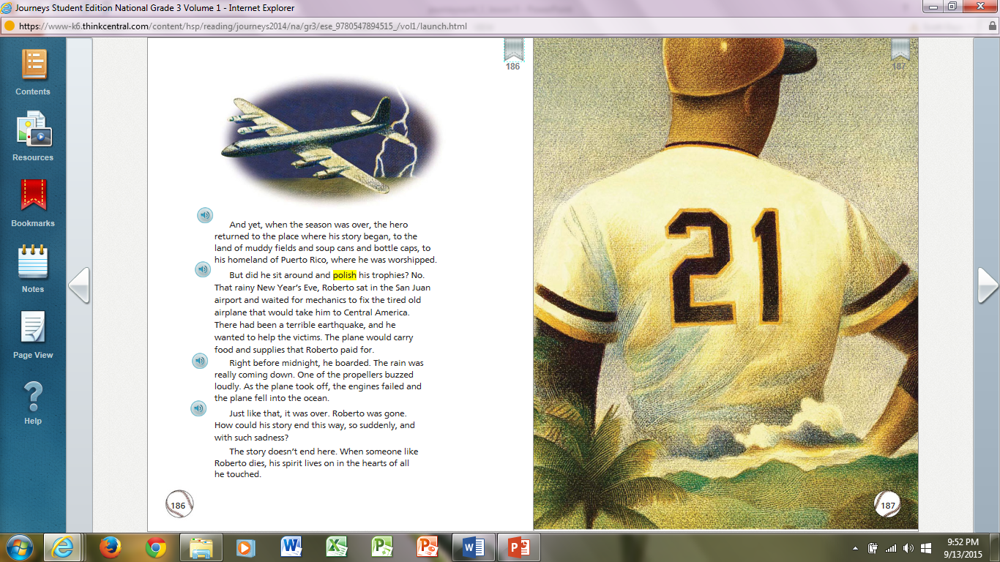 Journeys Student Edition National Grade 3 Volume 1 - Internet Explorer
https://www-k6.thinkcentral.com/content/hsp/reading/journeys2014/na/gr3/ese_9780547894515_/vol1/launch.html
Contents
Resources
Bookmarks
Notes
Page View
Help
186
And yet, when the season was over, the hero
returned to the place where his story began, to the
land of muddy fields and soup cans and bottle caps, to
his homeland of Puerto Rico, where he was worshipped.
But did he sit around and polish his trophies? No.
That rainy New Year's Eve, Roberto sat in the San Juan
airport and waited for mechanics to fix the tired old
airplane that would take him to Central America.
There had been a terrible earthquake, and he
wanted to help the victims. The plane would carry
food and supplies that Roberto paid for.
Right before midnight, he boarded. The rain was
really coming down. One of the propellers buzzed
loudly. As the plane took off, the engines failed and
the plane fell into the ocean.
Just like that, it was over. Roberto was gone.
How could his story end this way, so suddenly, and
with such sadness?
The story doesn't end here. When someone like
Roberto dies, his spirit lives on in the hearts of all
he touched.
186
187
21
187
9:52 PM
9/13/2015